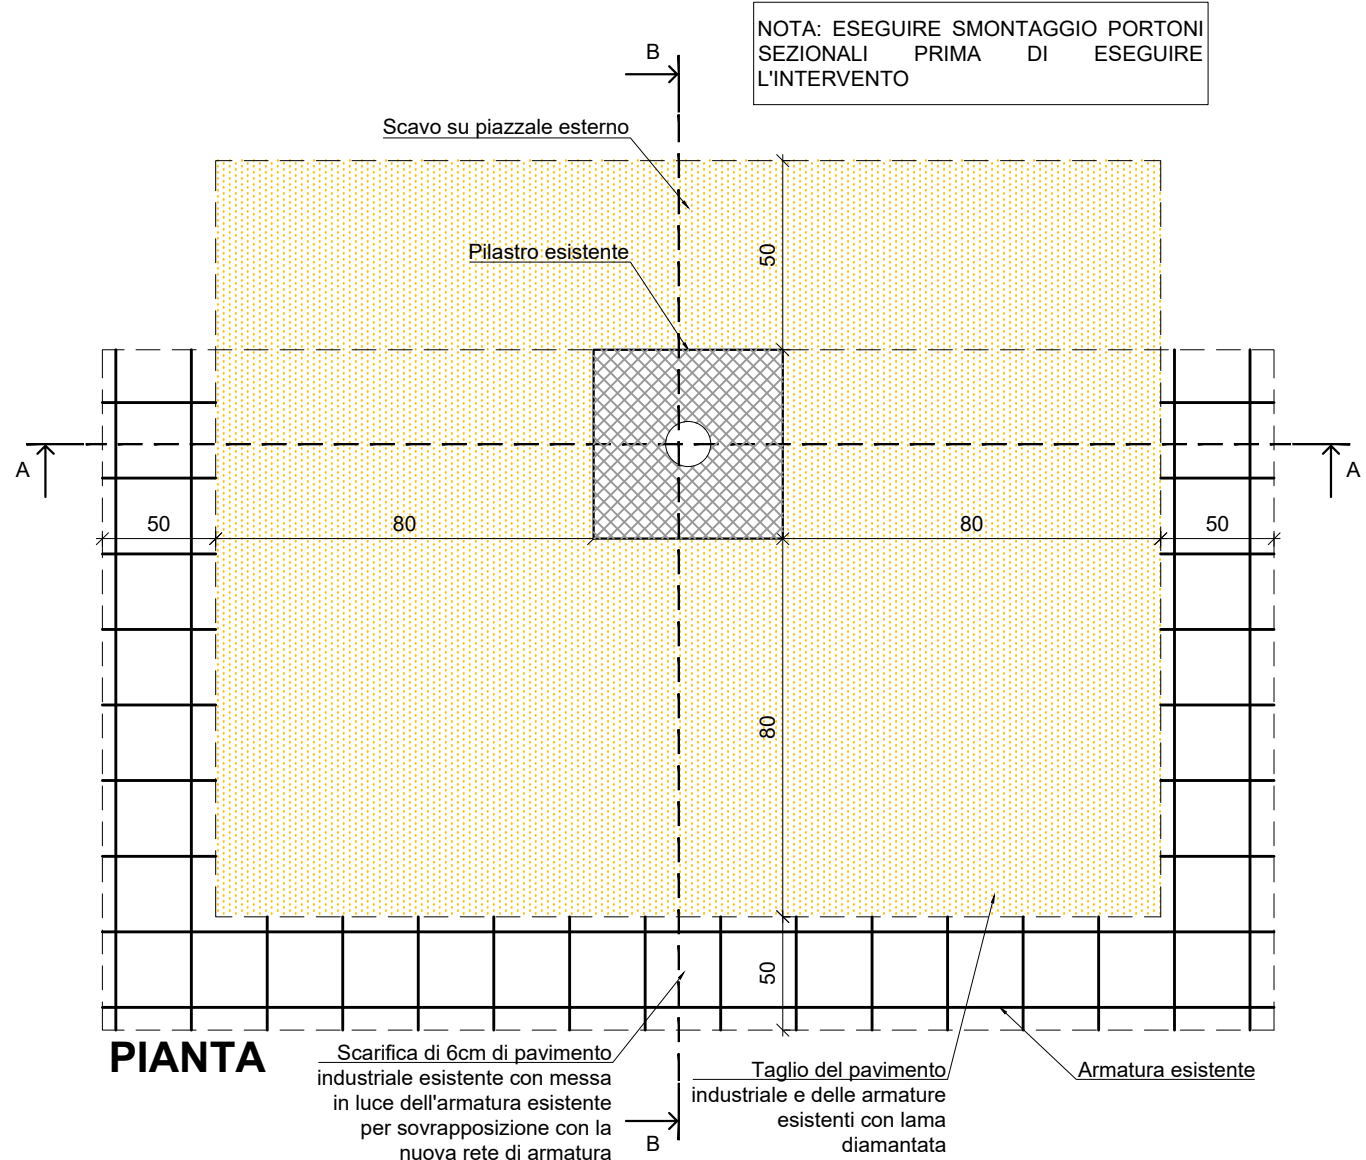 NOTA: ESEGUIRE SMONTAGGIO PORTONI
SEZIONALI PRIMA DI ESEGUIRE
L'INTERVENTO
B
Scavo su piazzale esterno
Pilastro esistente
50
A
A
50
80
80
50
80
50
PIANTA
Scarifica di 6cm di pavimento
industriale esistente con messa
in luce dell'armatura esistente
per sovrapposizione con la
nuova rete di armatura
B
Taglio del pavimento
industriale e delle armature
esistenti con lama
diamantata
Armatura esistente